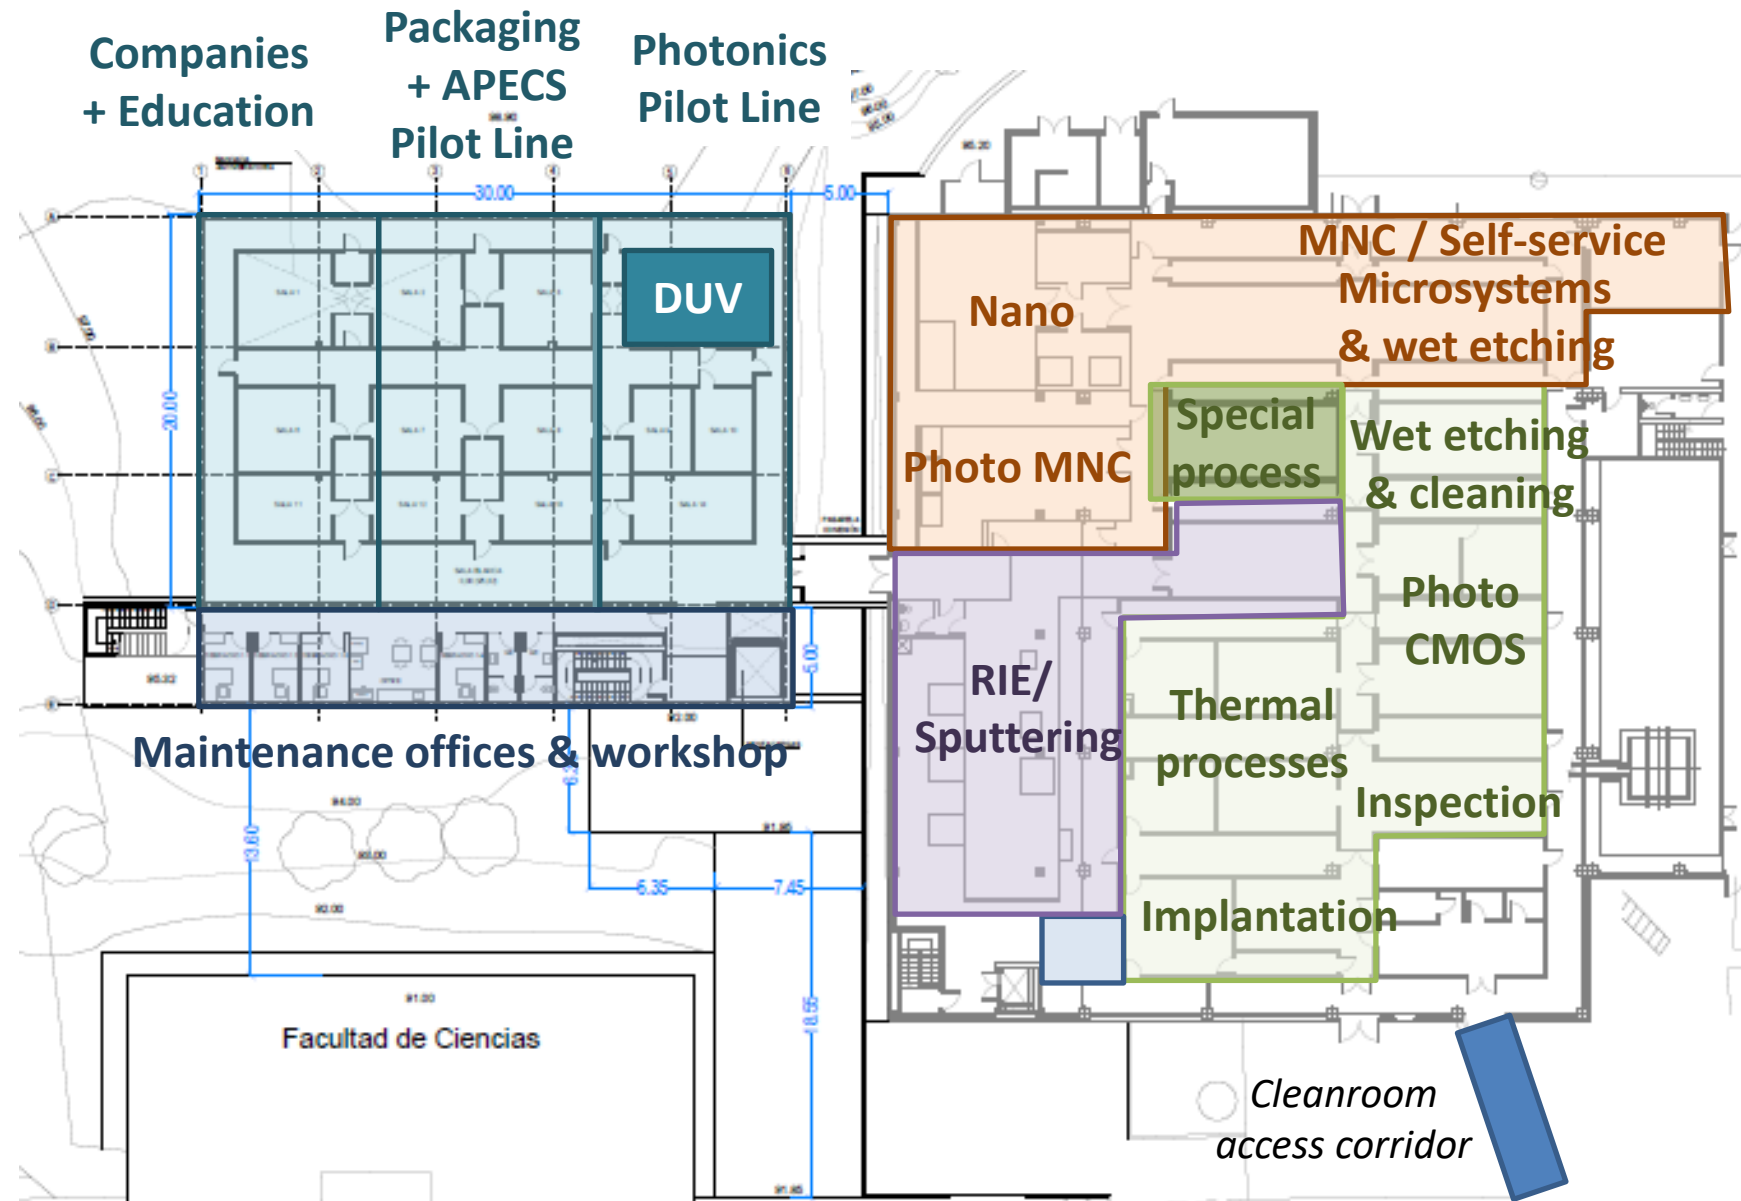 Companies
+ Education
Packaging
+ APECS
Pilot Line
Photonics
Pilot Line
30.00
5.00
20.00
DUV
Nano
MNC / Self-service
Microsystems
& wet etching
Special
process
Photo MNC
Wet etching
& cleaning
Photo
CMOS
RIE/
Sputtering
Thermal
processes
Inspection
Implantation
5.00
Maintenance offices & workshop
13.60
6.35
7.45
18.55
91.00
Facultad de Ciencias
Cleanroom
access corridor